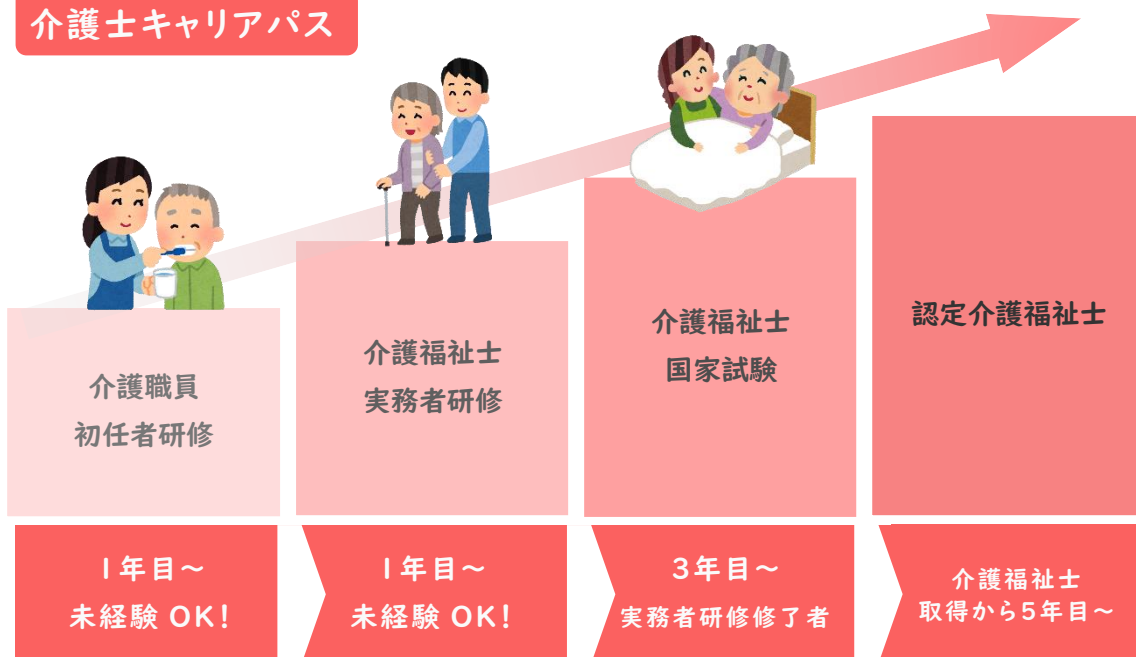 介護士キャリアパス
介護職員
初任者研修
介護福祉士
実務者研修
介護福祉士
国家試験
認定介護福祉士
1年目～
未経験 OK!
1年目～
未経験 OK!
3年目～
実務者研修修了者
介護福祉士
取得から5年目～